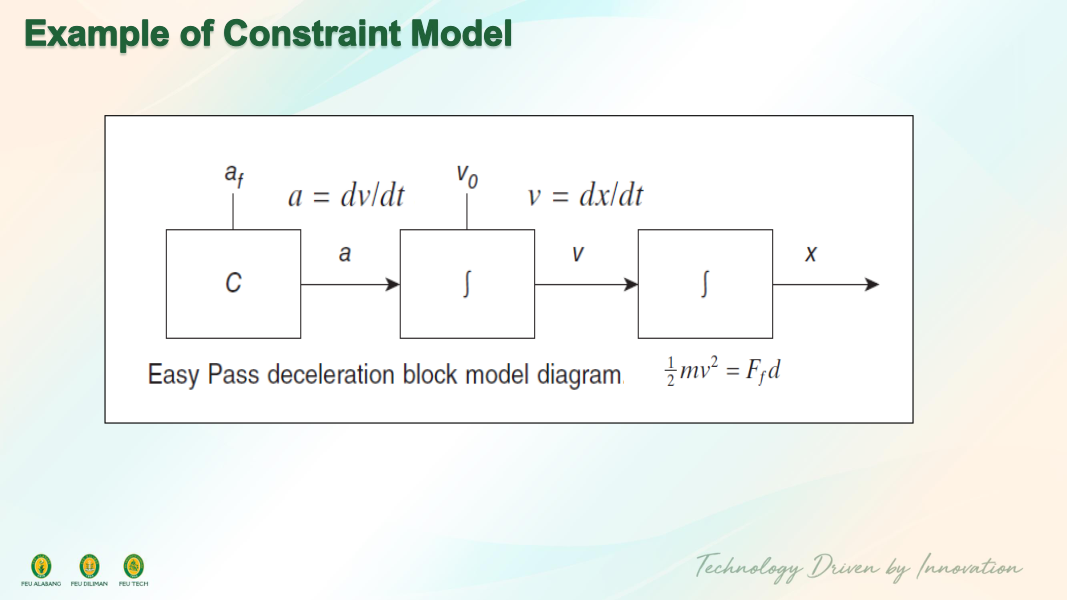 Example of Constraint Model
a_f
a = dv/dt
v_0
v = dx/dt
C
a
∫
v
∫
x
Easy Pass deceleration block model diagram.
½mv² = F_f d
FEU ALABANG FEU DILIMAN FEU TECH
Technology Driven by Innovation